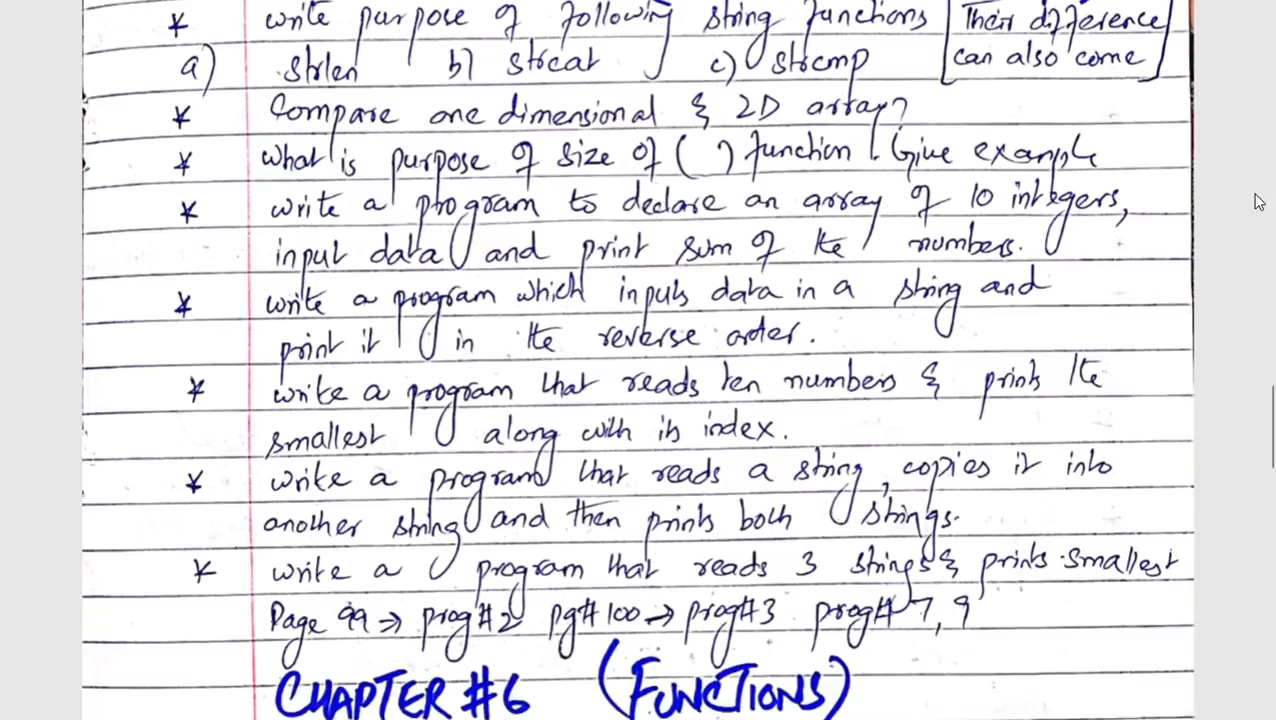 * write purpose of following string functions [Their difference
a) strlen b) strcat c) strcmp can also come]
* Compare one dimensional & 2D array?
* What is purpose of size of ( ) function. Give example
* write a program to declare an array of 10 integers,
input data and print sum of the numbers.
* write a program which inputs data in a string and
print it in the reverse order.
* write a program that reads ten numbers & prints the
smallest along with its index.
* write a program that reads a string, copies it into
another string and then prints both strings.
* write a program that reads 3 strings & prints smallest
Page 99 → prog#2 pg#100 → prog#3 prog# 7, 9
CHAPTER #6 (FUNCTIONS)